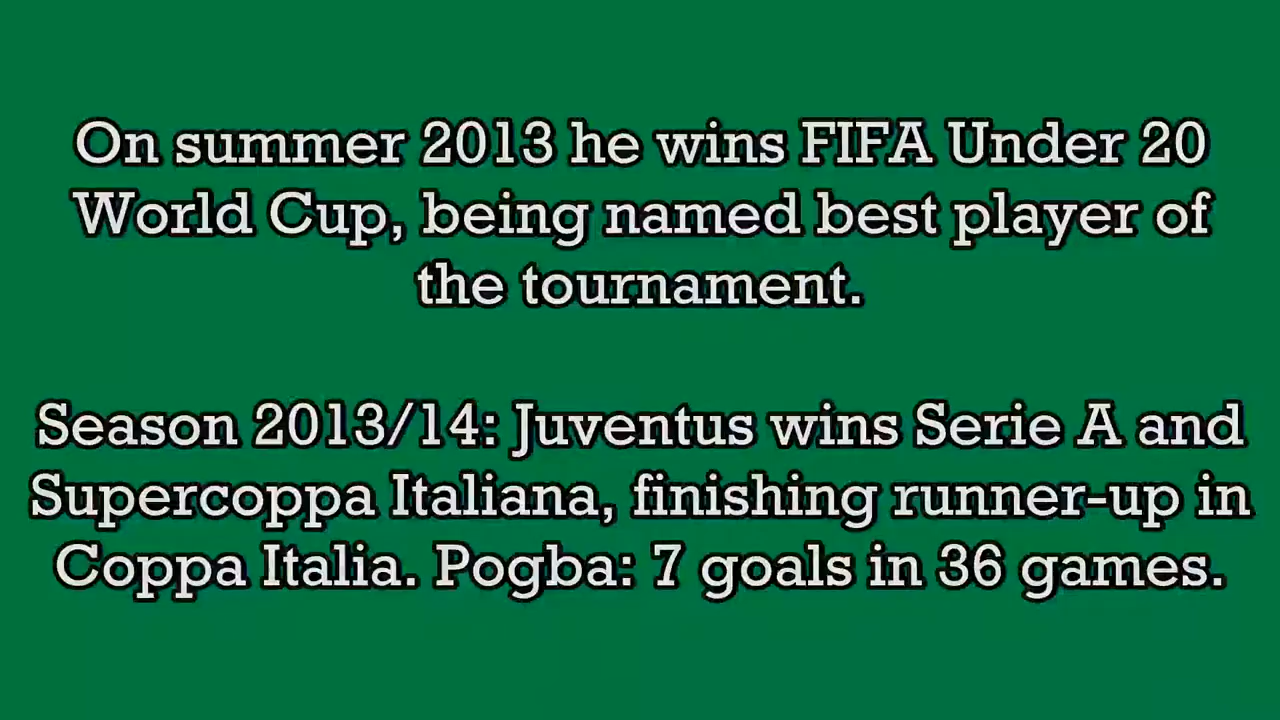 On summer 2013 he wins FIFA Under 20
World Cup, being named best player of
the tournament.
Season 2013/14: Juventus wins Serie A and
Supercoppa Italiana, finishing runner-up in
Coppa Italia. Pogba: 7 goals in 36 games.